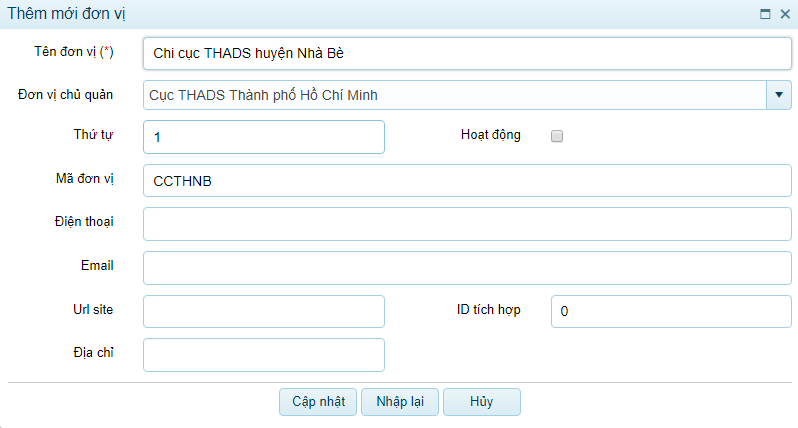 Thêm mới đơn vị
Tên đơn vị (*) Chi cục THADS huyện Nhà Bè
Đơn vị chủ quản Cục THADS Thành phố Hồ Chí Minh
Thứ tự 1 Hoạt động
Mã đơn vị CCTHNB
Điện thoại
Email
Url site ID tích hợp 0
Địa chỉ
Cập nhật Nhập lại Hủy